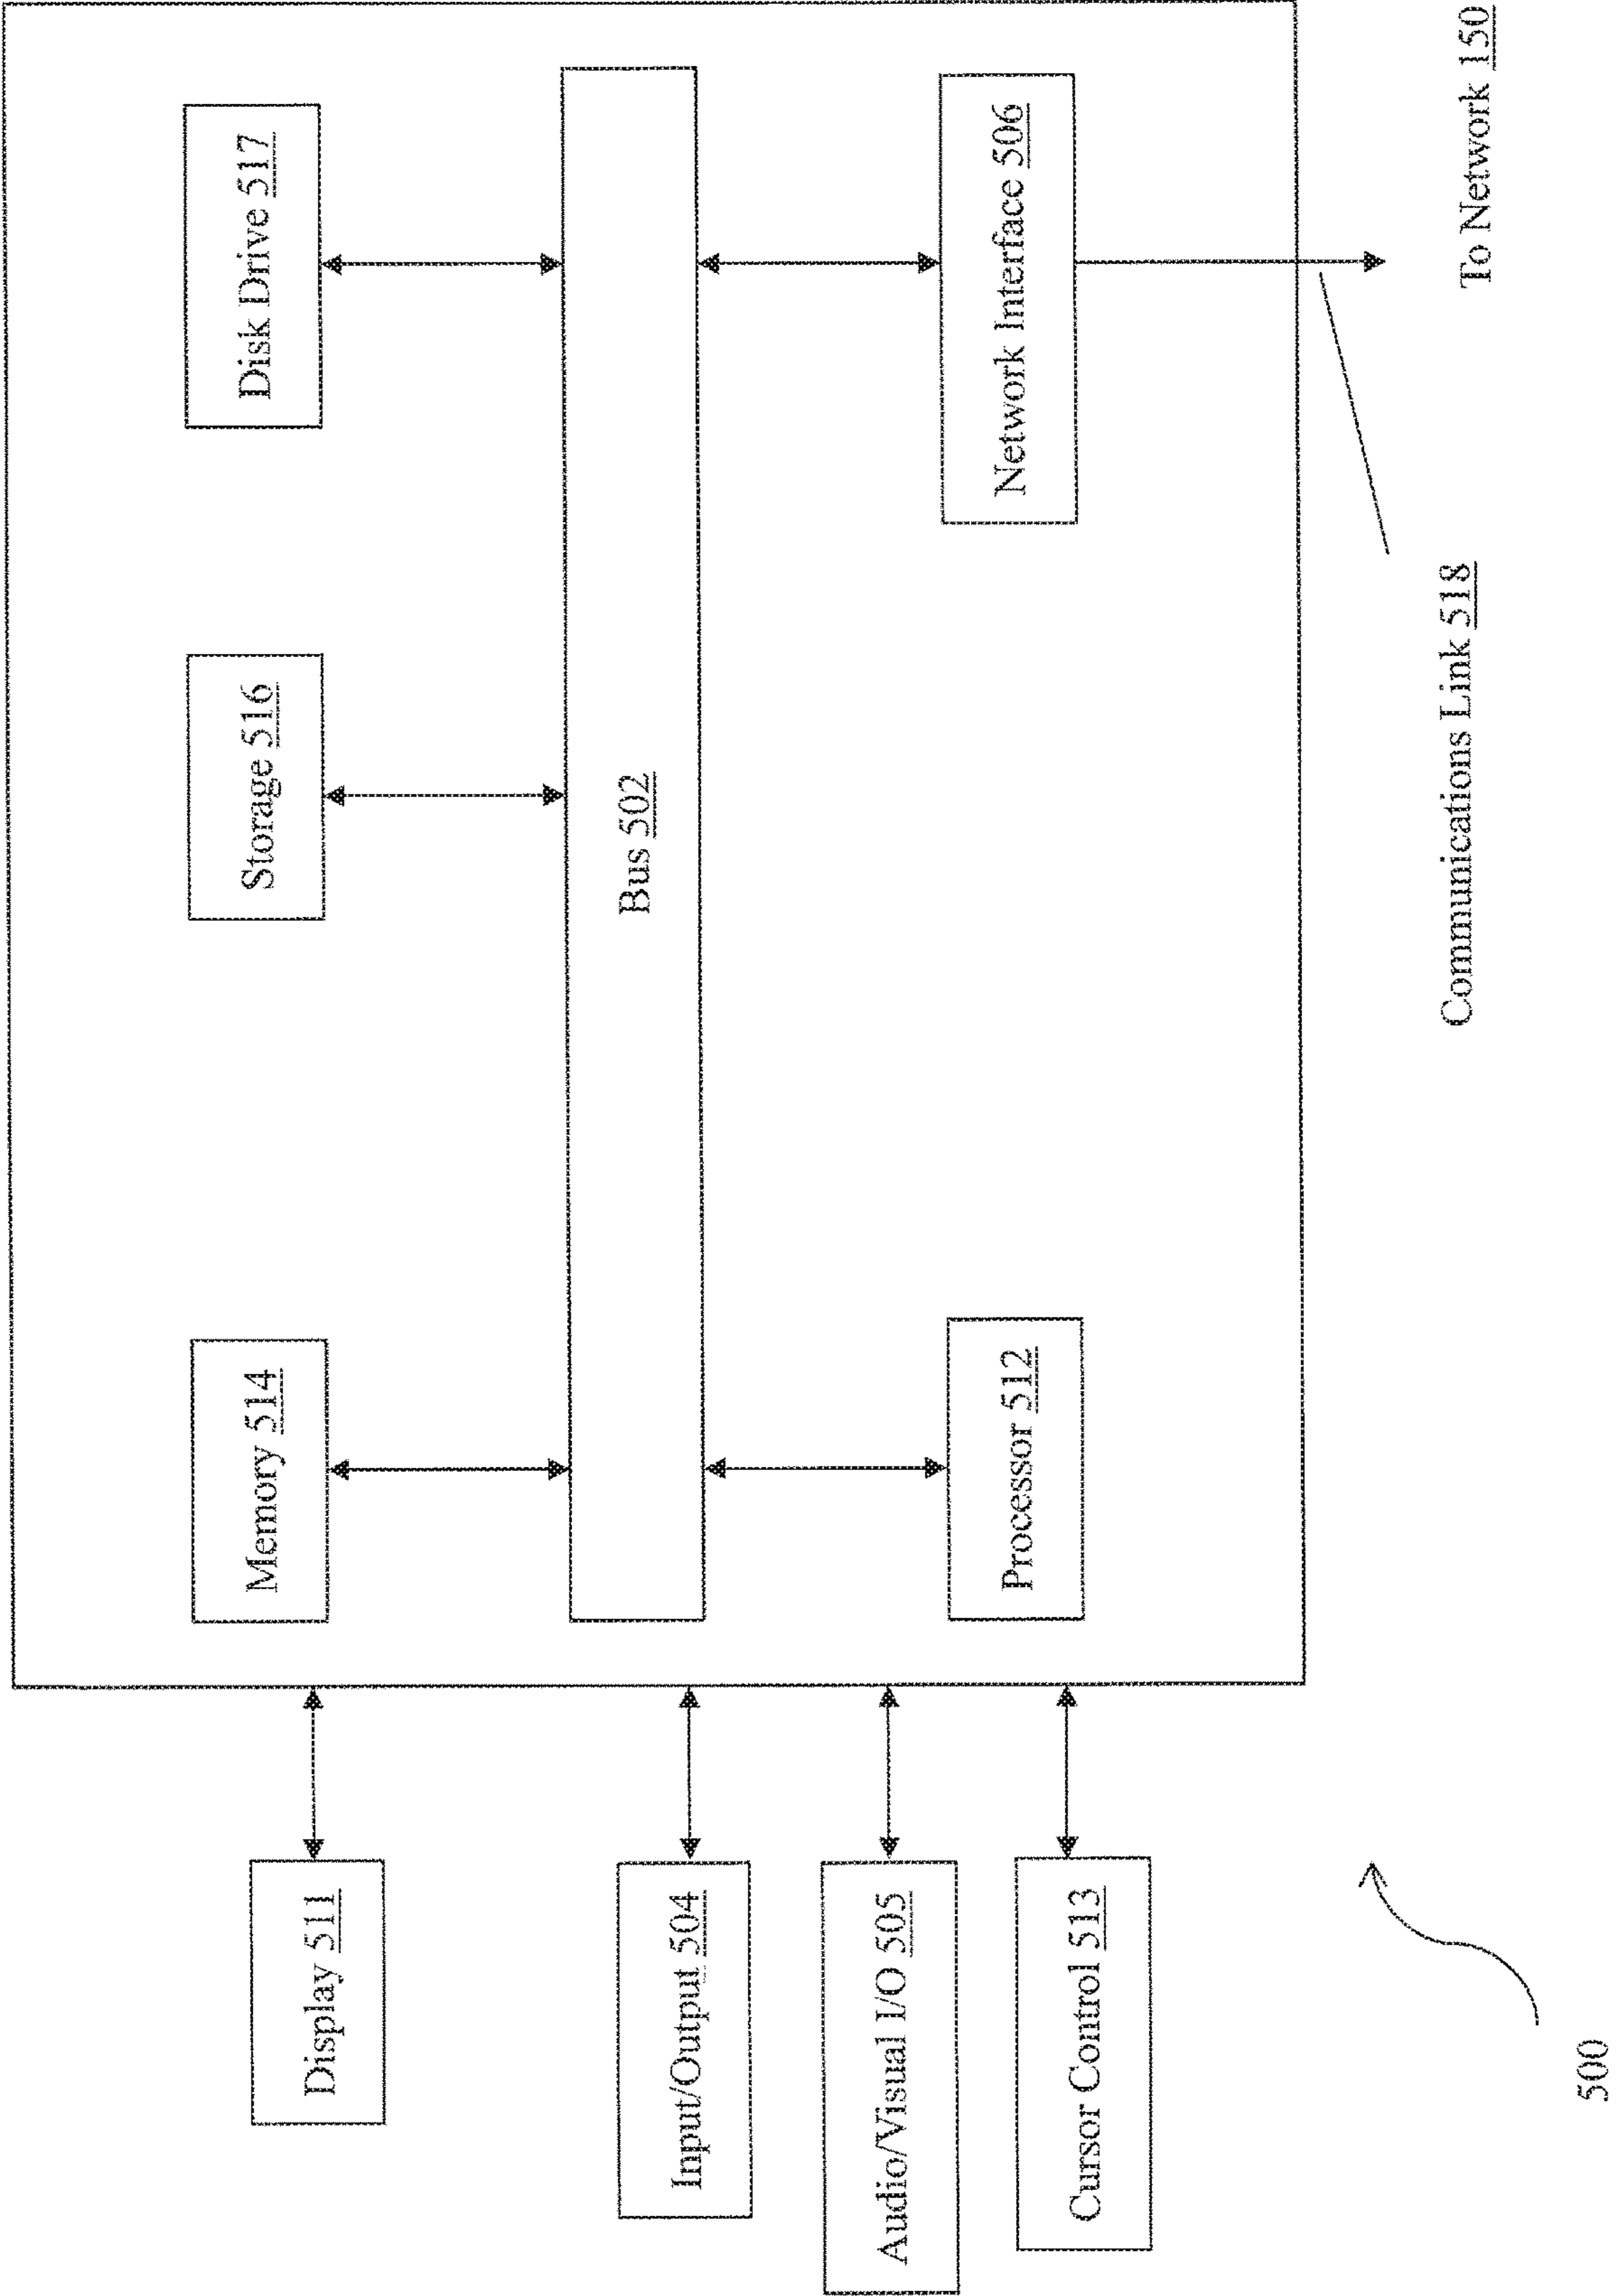 Display 511
Input/Output 504
Audio/Visual I/O 505
Cursor Control 513
Memory 514
Storage 516
Disk Drive 517
Bus 502
Processor 512
Network Interface 506
Communications Link 518
To Network 150
500